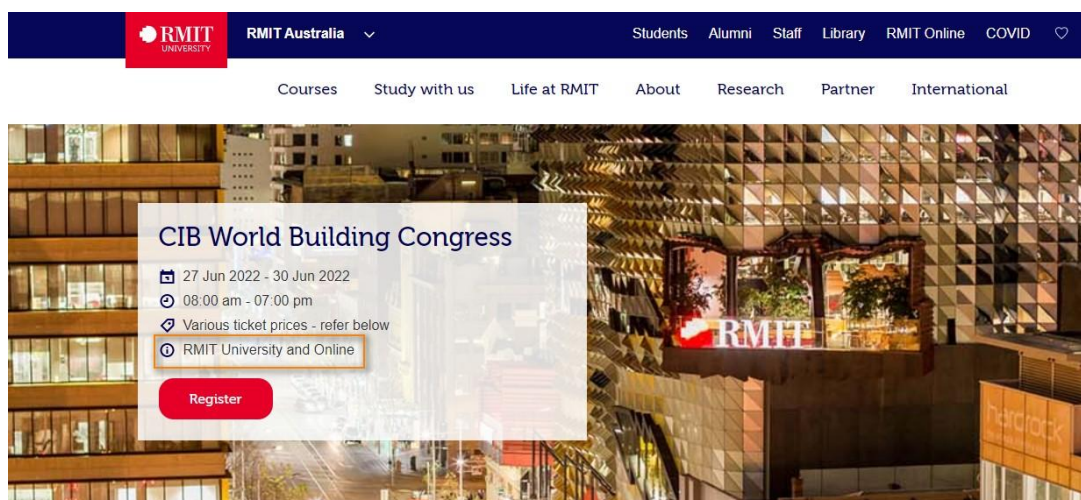 RMIT
UNIVERSITY
RMIT Australia
Students Alumni Staff Library RMIT Online COVID
Courses Study with us Life at RMIT About Research Partner International
CIB World Building Congress
27 Jun 2022 - 30 Jun 2022
08:00 am - 07:00 pm
Various ticket prices - refer below
RMIT University and Online
Register
RMIT
hardrock